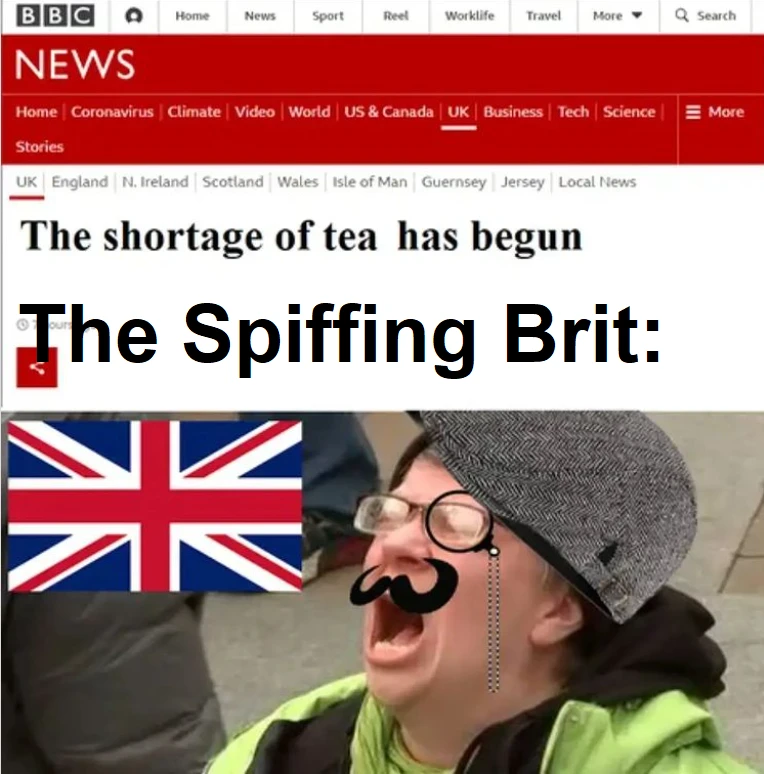 BBC Home News Sport Reel Worklife Travel More Search
NEWS
Home Coronavirus Climate Video World US & Canada UK Business Tech Science More
Stories
UK England N. Ireland Scotland Wales Isle of Man Guernsey Jersey Local News
The shortage of tea has begun
The Spiffing Brit: